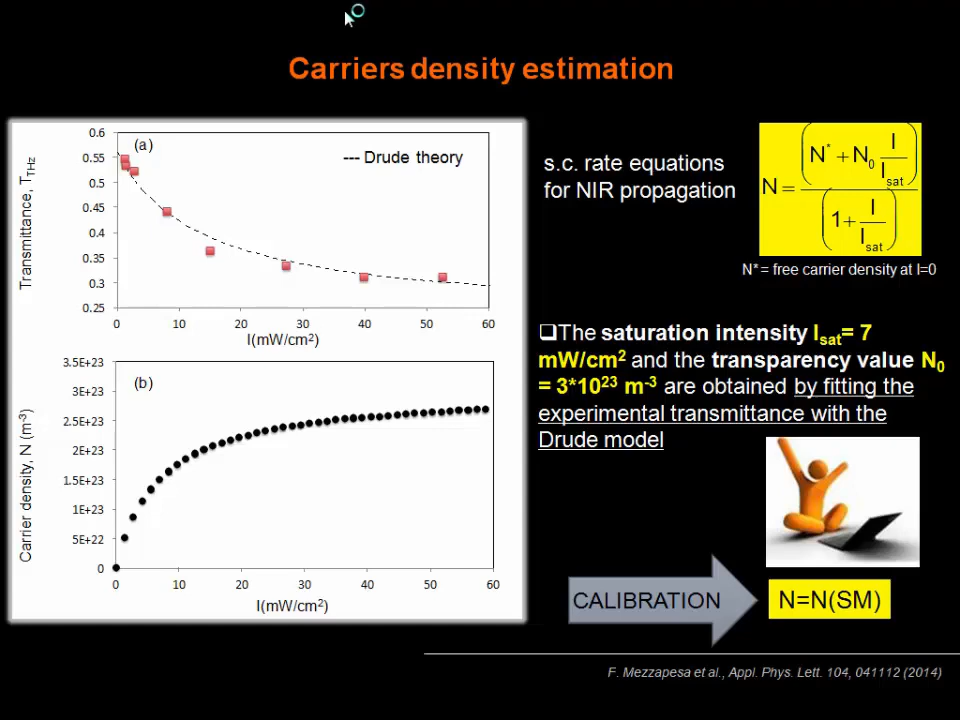 Carriers density estimation
(a)
--- Drude theory
Transmittance, T_THz
0.6
0.55
0.5
0.45
0.4
0.35
0.3
0.25
0 10 20 30 40 50 60
I(mW/cm²)
(b)
Carrier density, N (m⁻³)
3.5E+23
3E+23
2.5E+23
2E+23
1.5E+23
1E+23
5E+22
0
0 10 20 30 40 50 60
I(mW/cm²)
s.c. rate equations
for NIR propagation
N = (N* + N₀ I/I_sat) / (1 + I/I_sat)
N* = free carrier density at I=0
❑The saturation intensity I_sat= 7
mW/cm² and the transparency value N₀
= 3*10²³ m⁻³ are obtained by fitting the
experimental transmittance with the
Drude model
CALIBRATION
N=N(SM)
F. Mezzapesa et al., Appl. Phys. Lett. 104, 041112 (2014)